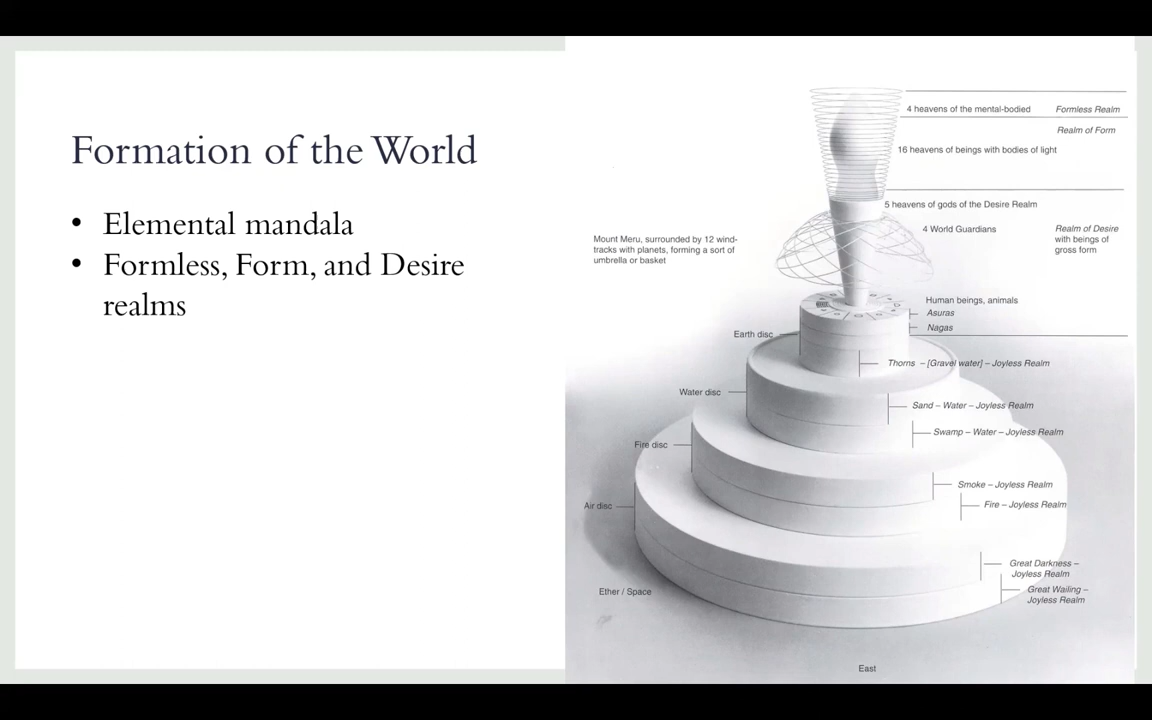 Formation of the World
• Elemental mandala
• Formless, Form, and Desire
realms
4 heavens of the mental-bodied
Formless Realm
Realm of Form
16 heavens of beings with bodies of light
5 heavens of gods of the Desire Realm
4 World Guardians
Realm of Desire
with beings of
gross form
Mount Meru, surrounded by 12 wind-
tracks with planets, forming a sort of
umbrella or basket
Human beings, animals
Asuras
Nagas
Earth disc
Thorns – [Gravel water] – Joyless Realm
Water disc
Sand – Water – Joyless Realm
Swamp – Water – Joyless Realm
Fire disc
Smoke – Joyless Realm
Fire – Joyless Realm
Air disc
Great Darkness –
Joyless Realm
Great Wailing –
Joyless Realm
Ether / Space
East